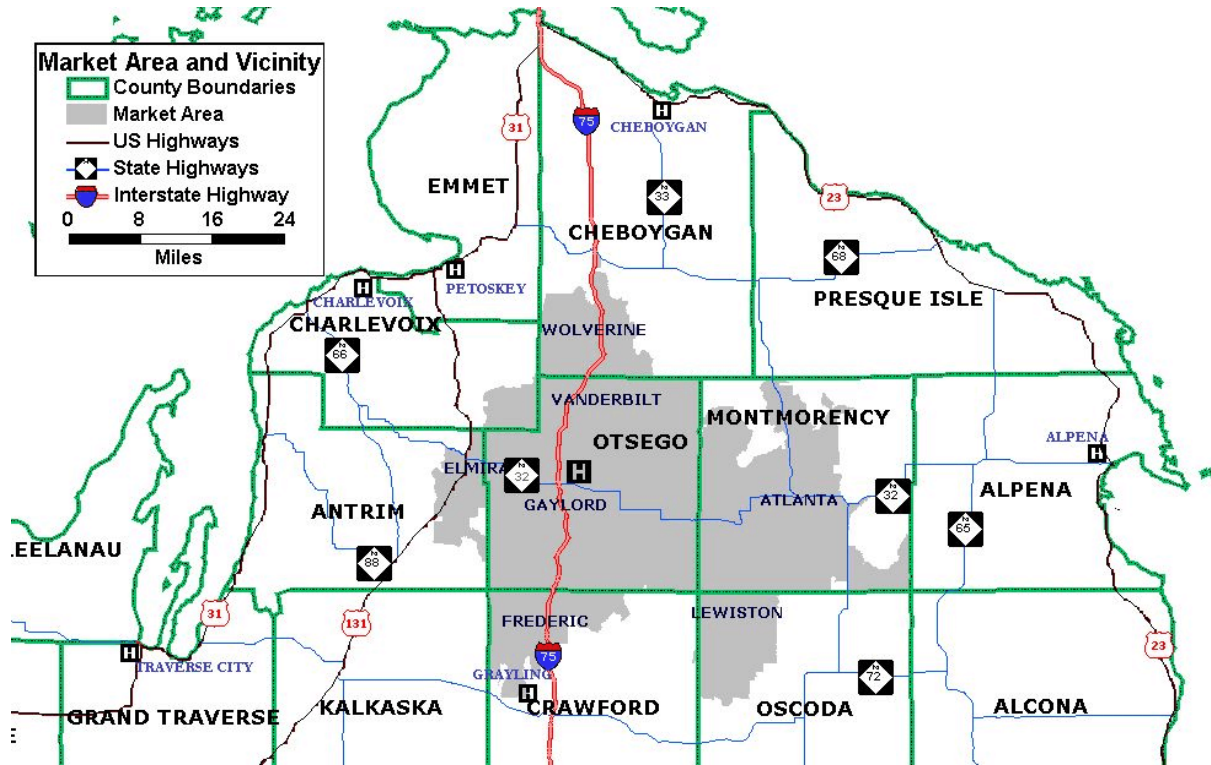 Market Area and Vicinity
County Boundaries
Market Area
US Highways
State Highways
Interstate Highway
0 8 16 24
Miles
75
H
31
CHEBOYGAN
EMMET
33
23
CHEBOYGAN
68
H
PETOSKEY
H
CHARLEVOIX
PRESQUE ISLE
CHARLEVOIX
WOLVERINE
66
VANDERBILT
MONTMORENCY
OTSEGO
ALPENA
H
ELMIRA
32
H
GAYLORD
ATLANTA
32
ALPENA
ANTRIM
65
LEELANAU
88
31
131
FREDERIC
LEWISTON
H
TRAVERSE CITY
75
23
GRAYLING
H
72
GRAND TRAVERSE
KALKASKA
CRAWFORD
OSCODA
ALCONA
E